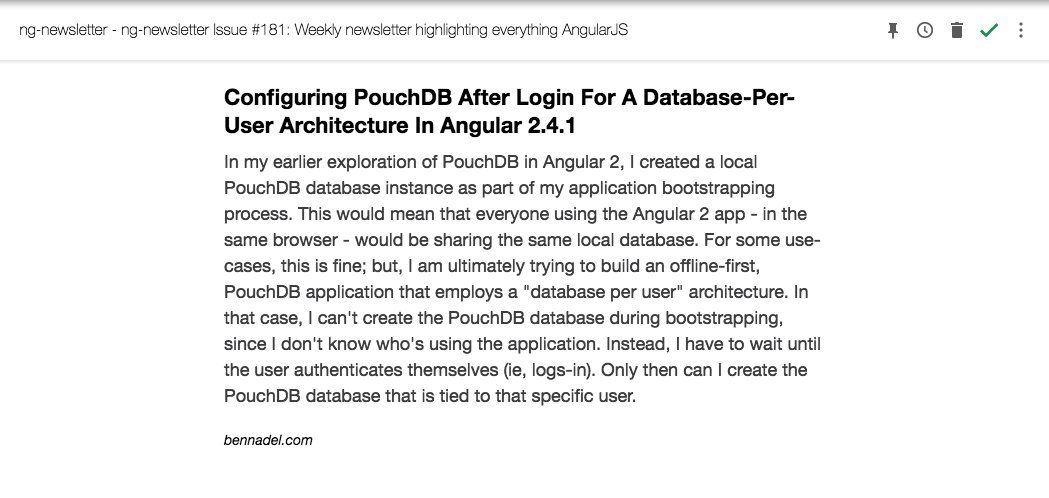 ng-newsletter - ng-newsletter Issue #181: Weekly newsletter highlighting everything AngularJS
Configuring PouchDB After Login For A Database-Per-
User Architecture In Angular 2.4.1
In my earlier exploration of PouchDB in Angular 2, I created a local
PouchDB database instance as part of my application bootstrapping
process. This would mean that everyone using the Angular 2 app - in the
same browser - would be sharing the same local database. For some use-
cases, this is fine; but, I am ultimately trying to build an offline-first,
PouchDB application that employs a "database per user" architecture. In
that case, I can't create the PouchDB database during bootstrapping,
since I don't know who's using the application. Instead, I have to wait until
the user authenticates themselves (ie, logs-in). Only then can I create the
PouchDB database that is tied to that specific user.
bennadel.com